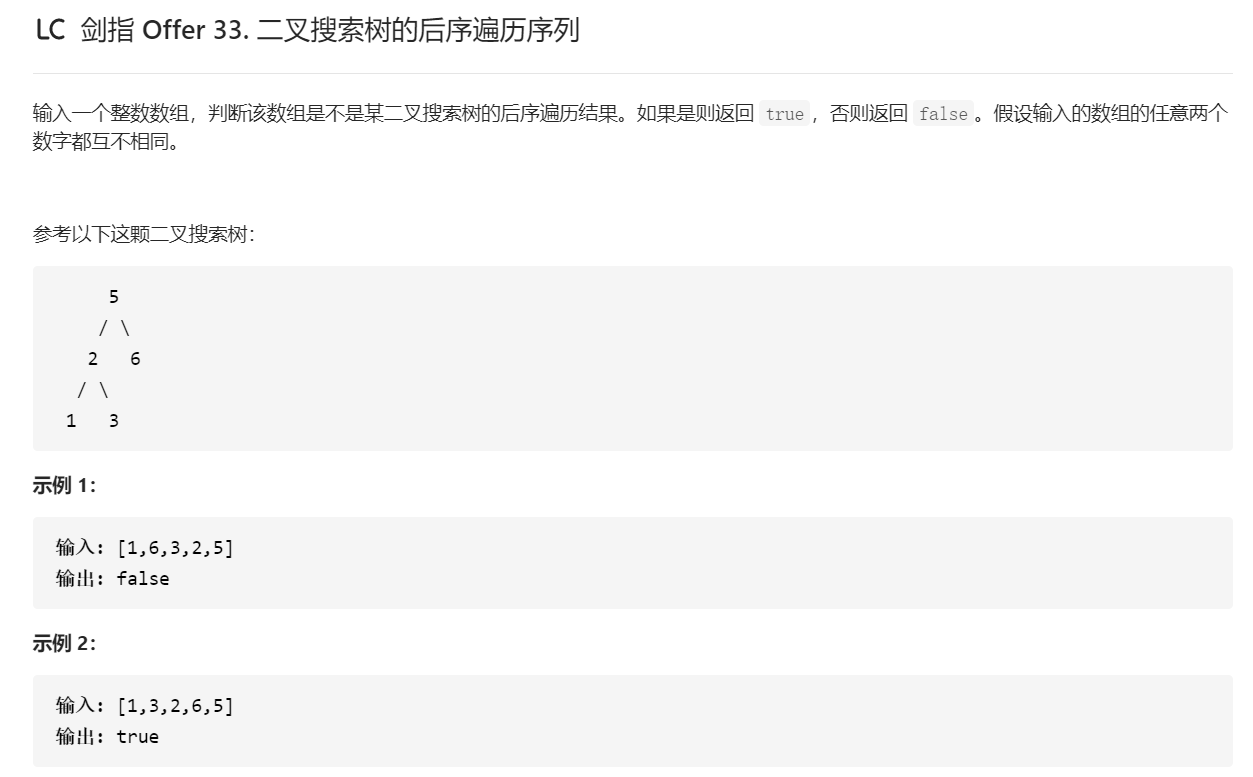 LC 剑指 Offer 33. 二叉搜索树的后序遍历序列
输入一个整数数组，判断该数组是不是某二叉搜索树的后序遍历结果。如果是则返回 true，否则返回 false。假设输入的数组的任意两个
数字都互不相同。
参考以下这颗二叉搜索树：
5
/ \
2 6
/ \
1 3
示例 1：
输入: [1,6,3,2,5]
输出: false
示例 2：
输入: [1,3,2,6,5]
输出: true